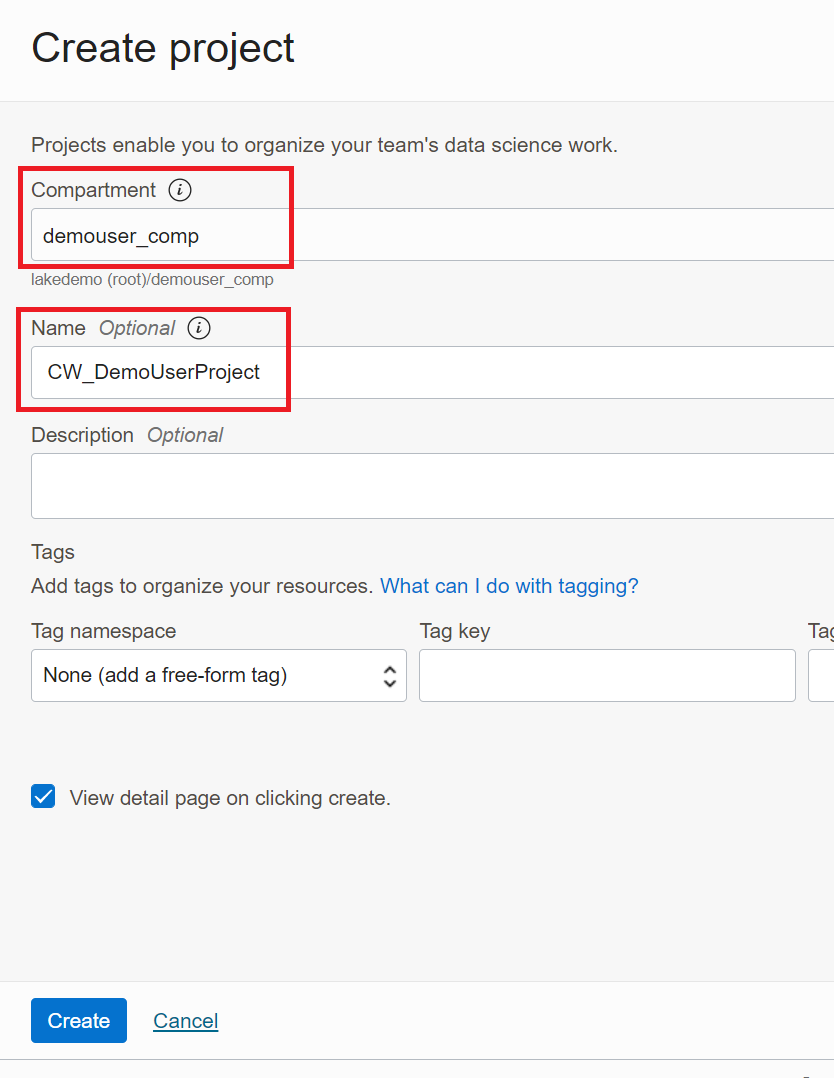 Create project
Projects enable you to organize your team's data science work.
Compartment i
demouser_comp
lakedemo (root)/demouser_comp
Name Optional i
CW_DemoUserProject
Description Optional
Tags
Add tags to organize your resources. What can I do with tagging?
Tag namespace Tag key Tag
None (add a free-form tag)
View detail page on clicking create.
Create Cancel